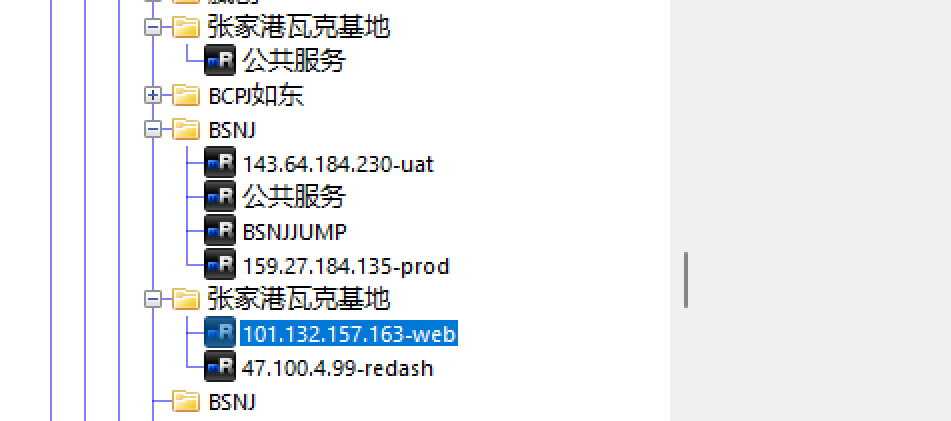 张家港瓦克基地
公共服务
BCPJ如东
BSNJ
143.64.184.230-uat
公共服务
BSNJJUMP
159.27.184.135-prod
张家港瓦克基地
101.132.157.163-web
47.100.4.99-redash
BSNJ